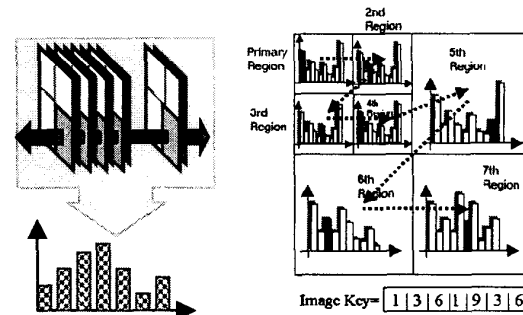 2nd
Region
Primary
Region
5th
Region
3rd
Region
4th
Region
6th
Region
7th
Region
Image Key= 1 3 6 1 9 3 6